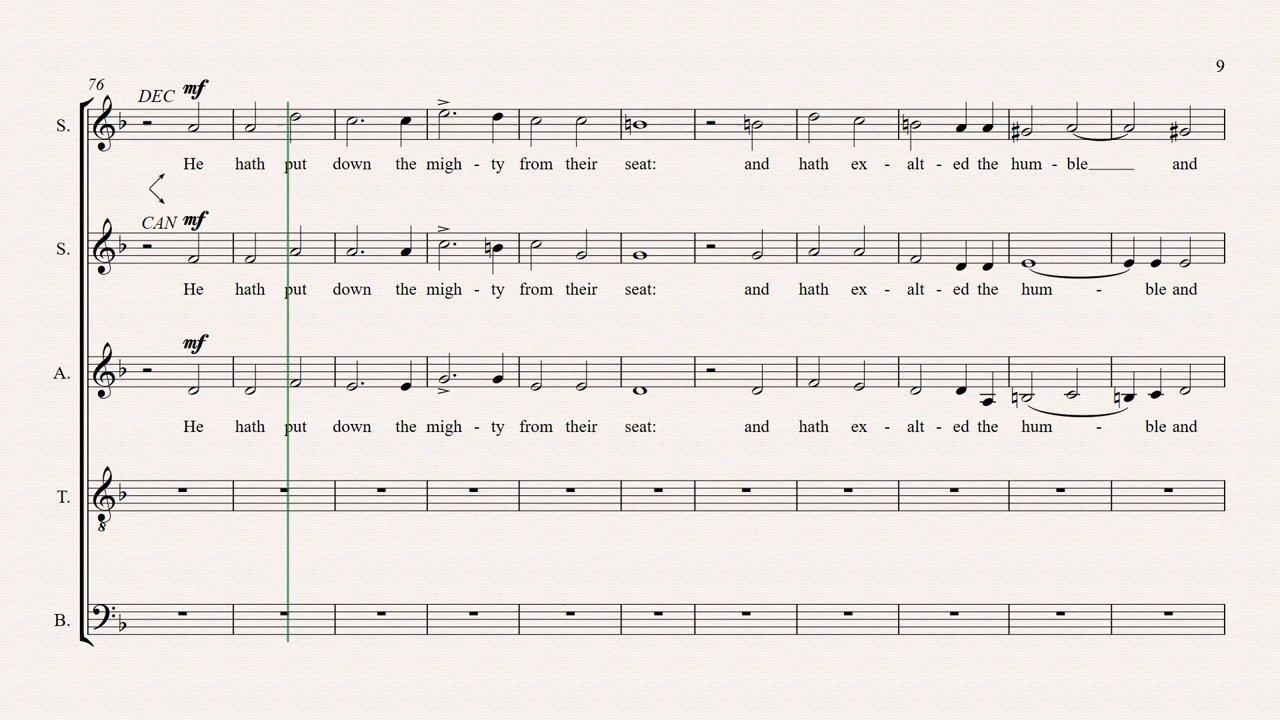 9
76
DEC mf
S.
He hath put down the migh - ty from their seat: and hath ex - alt - ed the hum - ble and
CAN mf
S.
He hath put down the migh - ty from their seat: and hath ex - alt - ed the hum - ble and
mf
A.
He hath put down the migh - ty from their seat: and hath ex - alt - ed the hum - ble and
T.
8
B.